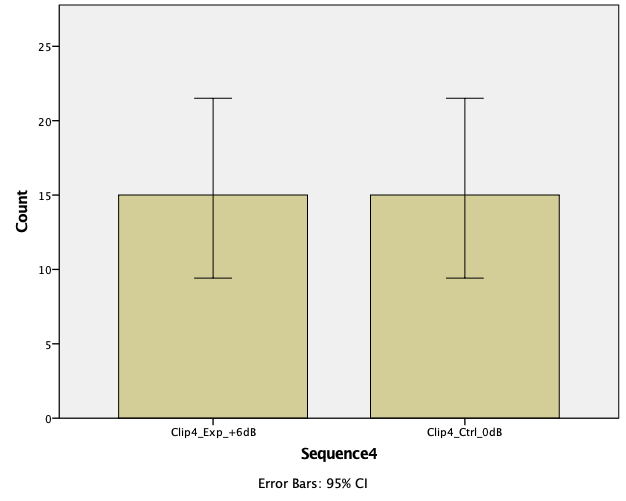 25
20
15
10
5
0
Count
Clip4_Exp_+6dB
Clip4_Ctrl_0dB
Sequence4
Error Bars: 95% CI